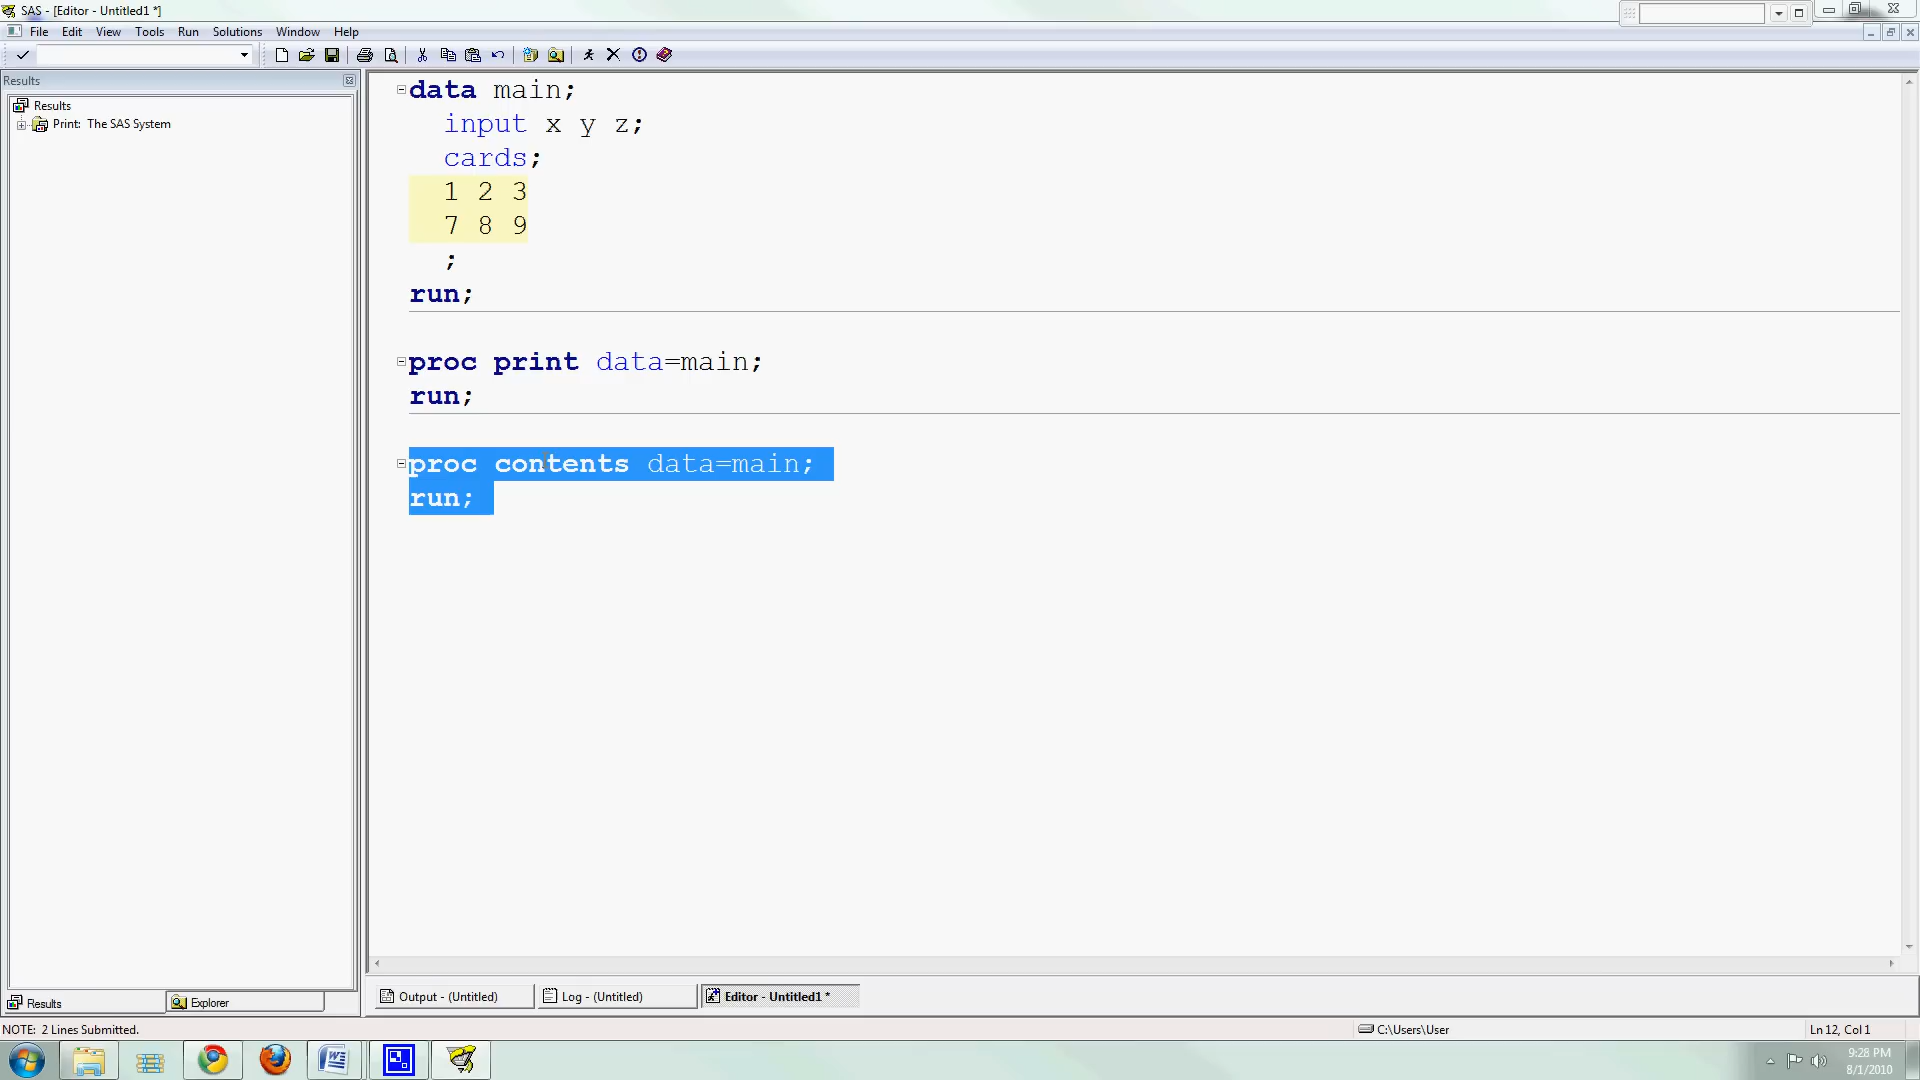 SAS - [Editor - Untitled1 *]
File Edit View Tools Run Solutions Window Help
Results
Results
Print: The SAS System
data main;
input x y z;
cards;
1 2 3
7 8 9
;
run;
proc print data=main;
run;
proc contents data=main;
run;
Results Explorer
Output - (Untitled) Log - (Untitled) Editor - Untitled1 *
NOTE: 2 Lines Submitted. C:\Users\User Ln 12, Col 1
9:28 PM
8/1/2010